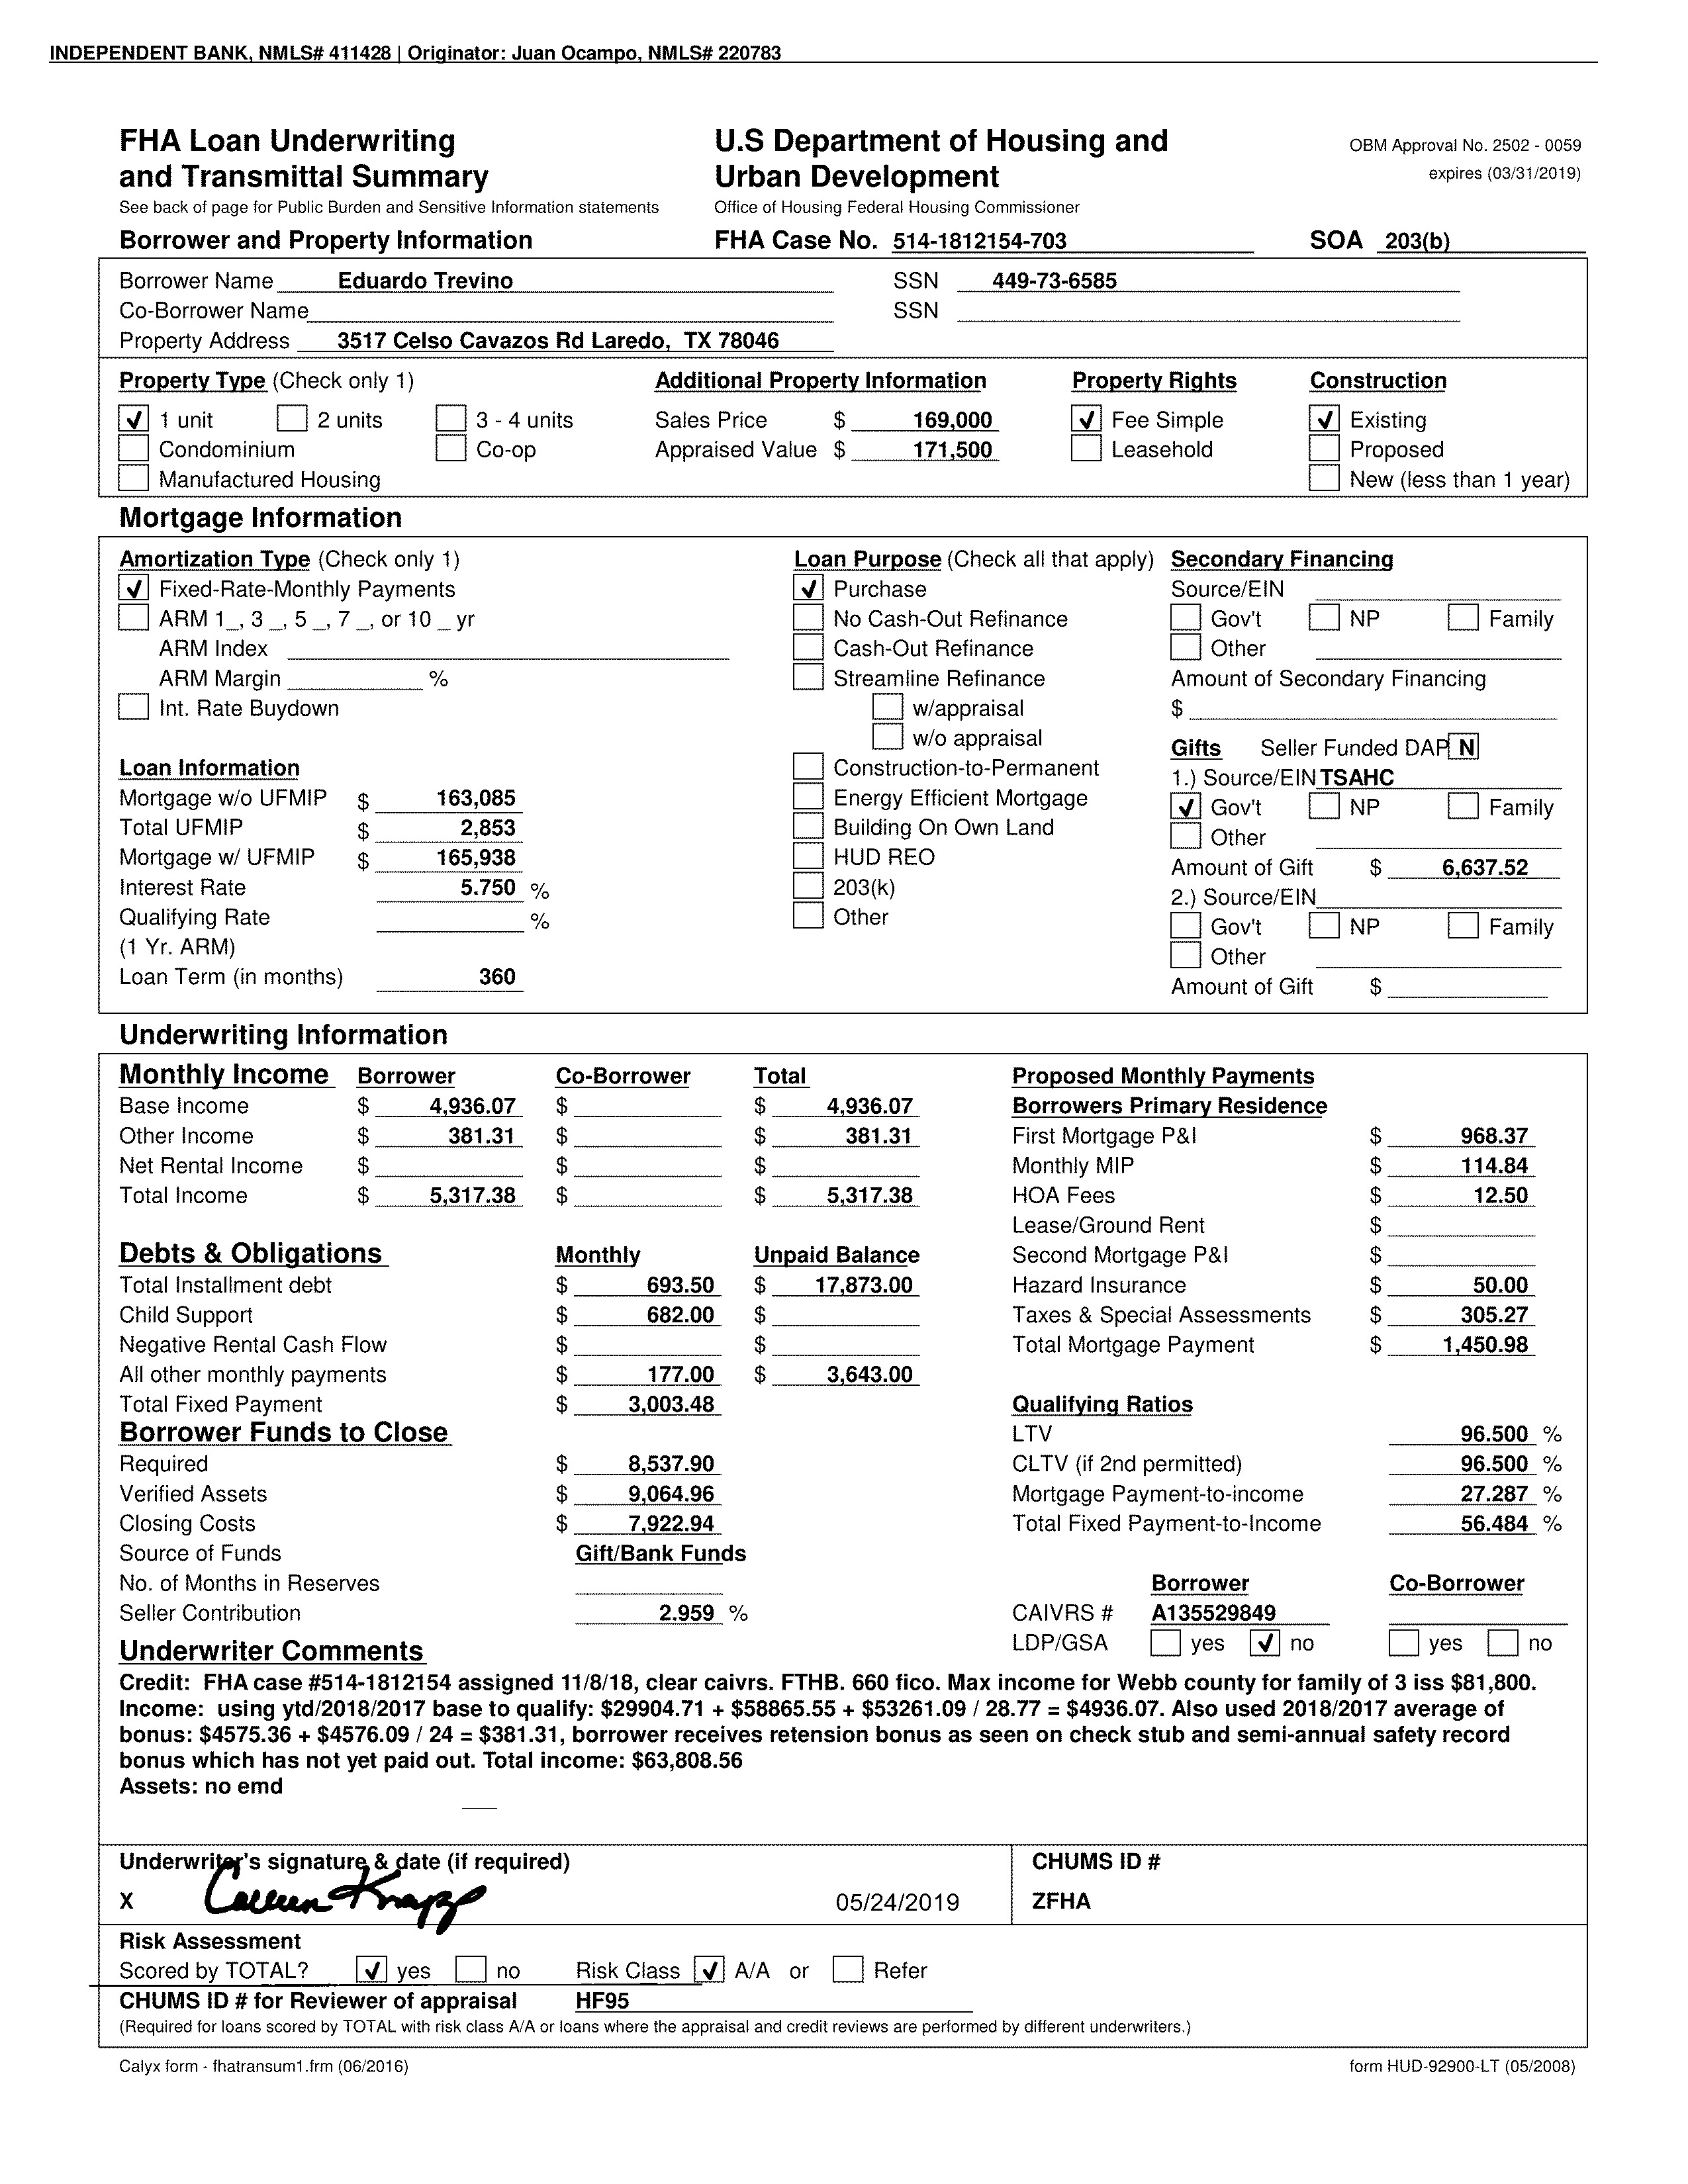 INDEPENDENT BANK, NMLS# 411428 | Originator: Juan Ocampo, NMLS# 220783
FHA Loan Underwriting and Transmittal Summary
See back of page for Public Burden and Sensitive Information statements
U.S Department of Housing and Urban Development
Office of Housing Federal Housing Commissioner
OBM Approval No. 2502 - 0059
expires (03/31/2019)
Borrower and Property Information FHA Case No. 514-1812154-703 SOA 203(b)
Borrower Name Eduardo Trevino SSN 449-73-6585
Co-Borrower Name SSN
Property Address 3517 Celso Cavazos Rd Laredo, TX 78046
Property Type (Check only 1) Additional Property Information Property Rights Construction
✓ 1 unit 2 units 3 - 4 units Sales Price $ 169,000 ✓ Fee Simple ✓ Existing
Condominium Co-op Appraised Value $ 171,500 Leasehold Proposed
Manufactured Housing New (less than 1 year)
Mortgage Information
Amortization Type (Check only 1)
✓ Fixed-Rate-Monthly Payments
ARM 1_, 3 _, 5 _, 7 _, or 10 _ yr
ARM Index
ARM Margin %
Int. Rate Buydown
Loan Information
Mortgage w/o UFMIP $ 163,085
Total UFMIP $ 2,853
Mortgage w/ UFMIP $ 165,938
Interest Rate 5.750 %
Qualifying Rate %
(1 Yr. ARM)
Loan Term (in months) 360
Loan Purpose (Check all that apply)
✓ Purchase
No Cash-Out Refinance
Cash-Out Refinance
Streamline Refinance
w/appraisal
w/o appraisal
Construction-to-Permanent
Energy Efficient Mortgage
Building On Own Land
HUD REO
203(k)
Other
Secondary Financing
Source/EIN
Gov't NP Family
Other
Amount of Secondary Financing
$
Gifts Seller Funded DAP N
1.) Source/EIN TSAHC
✓ Gov't NP Family
Other
Amount of Gift $ 6,637.52
2.) Source/EIN
Gov't NP Family
Other
Amount of Gift $
Underwriting Information
Monthly Income Borrower Co-Borrower Total
Base Income $ 4,936.07 $ $ 4,936.07
Other Income $ 381.31 $ $ 381.31
Net Rental Income $ $ $
Total Income $ 5,317.38 $ $ 5,317.38
Debts & Obligations Monthly Unpaid Balance
Total Installment debt $ 693.50 $ 17,873.00
Child Support $ 682.00 $
Negative Rental Cash Flow $ $
All other monthly payments $ 177.00 $ 3,643.00
Total Fixed Payment $ 3,003.48
Borrower Funds to Close
Required $ 8,537.90
Verified Assets $ 9,064.96
Closing Costs $ 7,922.94
Source of Funds Gift/Bank Funds
No. of Months in Reserves
Seller Contribution 2.959 %
Proposed Monthly Payments
Borrowers Primary Residence
First Mortgage P&I $ 968.37
Monthly MIP $ 114.84
HOA Fees $ 12.50
Lease/Ground Rent $
Second Mortgage P&I $
Hazard Insurance $ 50.00
Taxes & Special Assessments $ 305.27
Total Mortgage Payment $ 1,450.98
Qualifying Ratios
LTV 96.500 %
CLTV (if 2nd permitted) 96.500 %
Mortgage Payment-to-income 27.287 %
Total Fixed Payment-to-Income 56.484 %
Borrower Co-Borrower
CAIVRS # A135529849
LDP/GSA yes ✓ no yes no
Underwriter Comments
Credit: FHA case #514-1812154 assigned 11/8/18, clear caivrs. FTHB. 660 fico. Max income for Webb county for family of 3 iss $81,800.
Income: using ytd/2018/2017 base to qualify: $29904.71 + $58865.55 + $53261.09 / 28.77 = $4936.07. Also used 2018/2017 average of
bonus: $4575.36 + $4576.09 / 24 = $381.31, borrower receives retension bonus as seen on check stub and semi-annual safety record
bonus which has not yet paid out. Total income: $63,808.56
Assets: no emd
Underwriter's signature & date (if required) CHUMS ID #
X Colleen Knapp 05/24/2019 ZFHA
Risk Assessment
Scored by TOTAL? ✓ yes no Risk Class ✓ A/A or Refer
CHUMS ID # for Reviewer of appraisal HF95
(Required for loans scored by TOTAL with risk class A/A or loans where the appraisal and credit reviews are performed by different underwriters.)
Calyx form - fhatransum1.frm (06/2016) form HUD-92900-LT (05/2008)